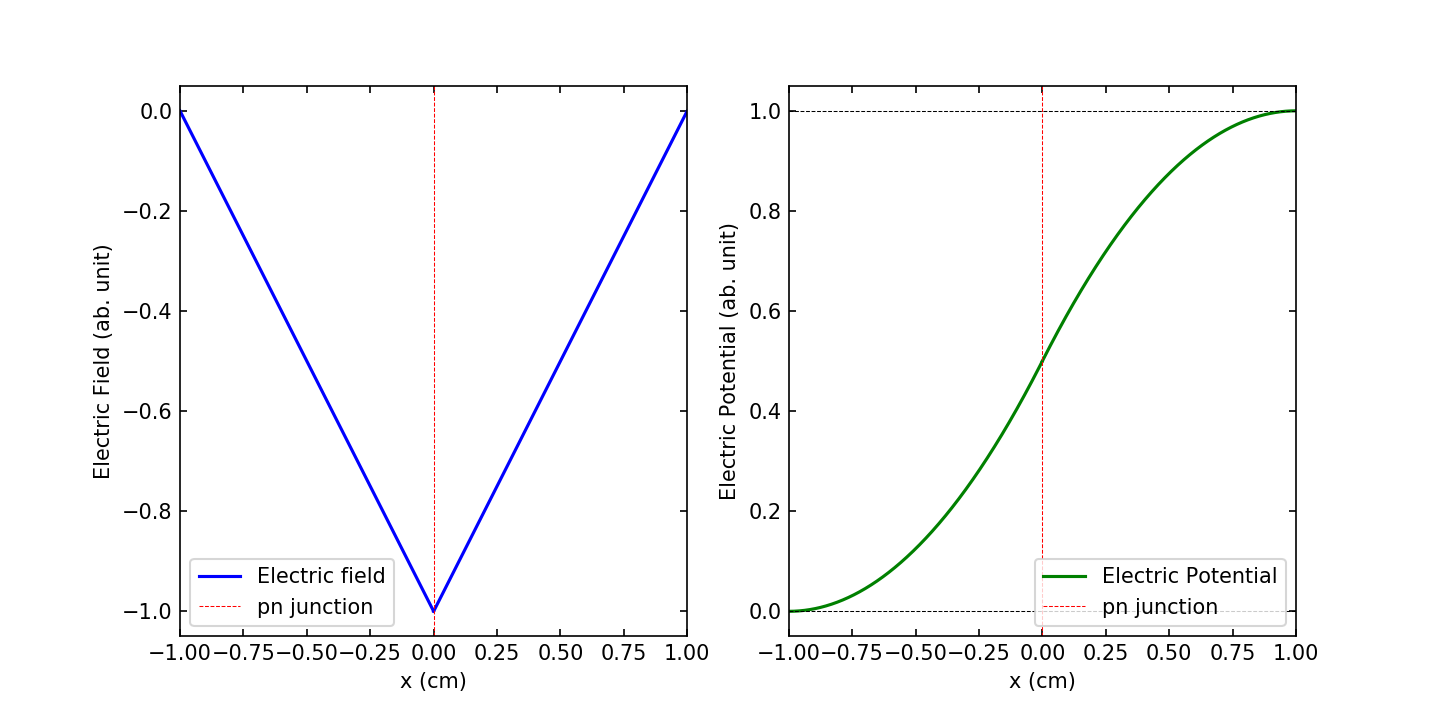 Electric Field (ab. unit)
0.0
−0.2
−0.4
−0.6
−0.8
−1.0
Electric field
pn junction
−1.00 −0.75 −0.50 −0.25 0.00 0.25 0.50 0.75 1.00
x (cm)
Electric Potential (ab. unit)
1.0
0.8
0.6
0.4
0.2
0.0
Electric Potential
pn junction
−1.00 −0.75 −0.50 −0.25 0.00 0.25 0.50 0.75 1.00
x (cm)